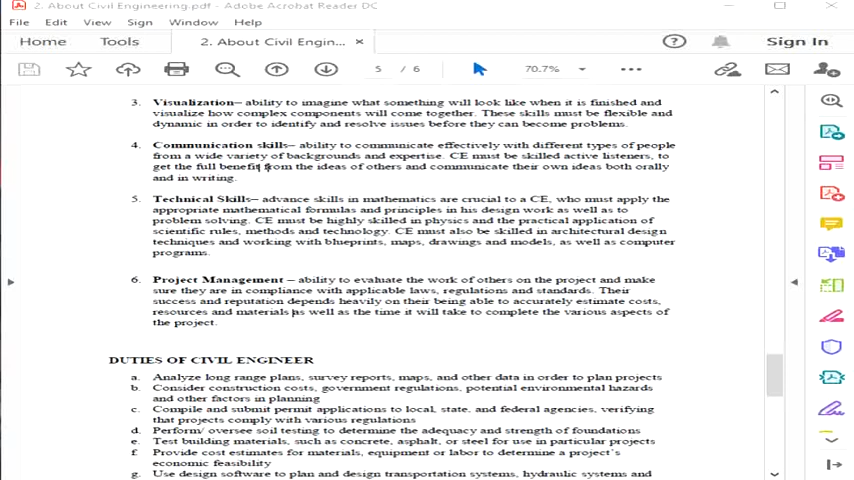 2. About Civil Engineering.pdf - Adobe Acrobat Reader DC
File Edit View Sign Window Help
Home Tools 2. About Civil Engin... × Sign In
5 / 6 70.7%
3. Visualization– ability to imagine what something will look like when it is finished and
visualize how complex components will come together. These skills must be flexible and
dynamic in order to identify and resolve issues before they can become problems.
4. Communication skills– ability to communicate effectively with different types of people
from a wide variety of backgrounds and expertise. CE must be skilled active listeners, to
get the full benefit from the ideas of others and communicate their own ideas both orally
and in writing.
5. Technical Skills– advance skills in mathematics are crucial to a CE, who must apply the
appropriate mathematical formulas and principles in his design work as well as to
problem solving. CE must be highly skilled in physics and the practical application of
scientific rules, methods and technology. CE must also be skilled in architectural design
techniques and working with blueprints, maps, drawings and models, as well as computer
programs.
6. Project Management – ability to evaluate the work of others on the project and make
sure they are in compliance with applicable laws, regulations and standards. Their
success and reputation depends heavily on their being able to accurately estimate costs,
resources and materials as well as the time it will take to complete the various aspects of
the project.
DUTIES OF CIVIL ENGINEER
a. Analyze long range plans, survey reports, maps, and other data in order to plan projects
b. Consider construction costs, government regulations, potential environmental hazards
and other factors in planning
c. Compile and submit permit applications to local, state, and federal agencies, verifying
that projects comply with various regulations
d. Perform/ oversee soil testing to determine the adequacy and strength of foundations
e. Test building materials, such as concrete, asphalt, or steel for use in particular projects
f. Provide cost estimates for materials, equipment or labor to determine a project's
economic feasibility
g. Use design software to plan and design transportation systems, hydraulic systems and